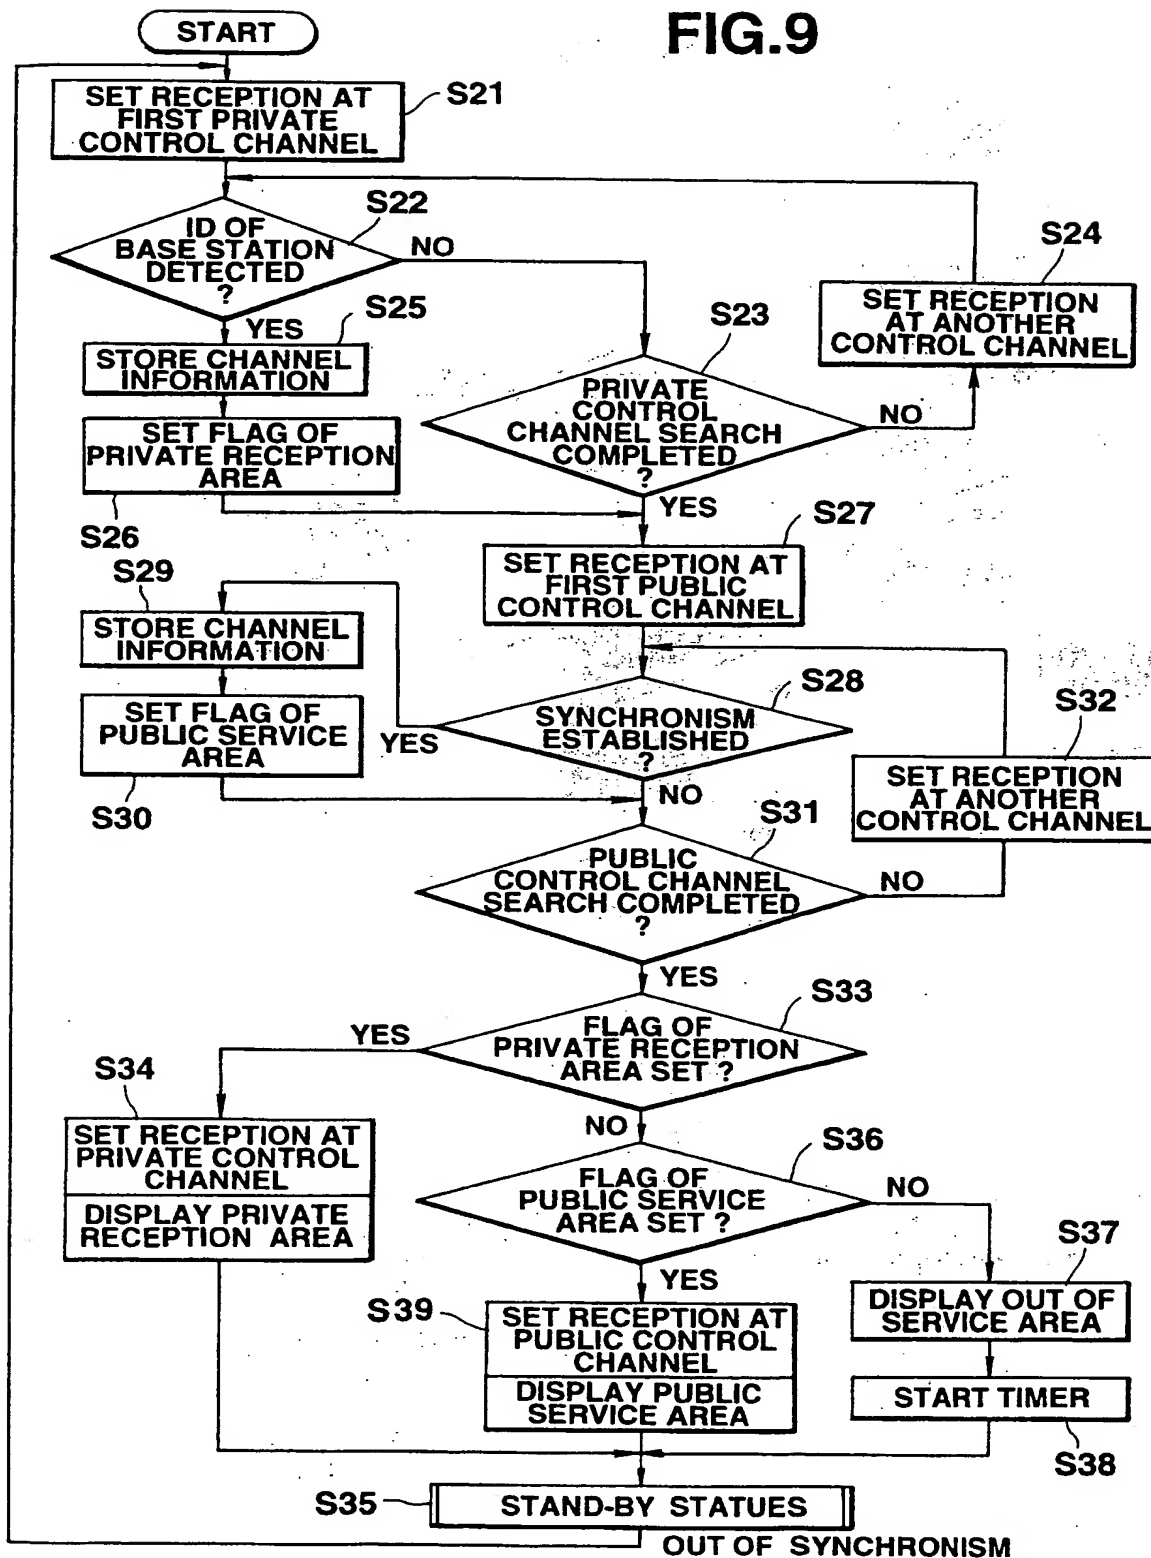 FIG.9
START
SET RECEPTION AT
FIRST PRIVATE
CONTROL CHANNEL
S21
S22
ID OF
BASE STATION
DETECTED
?
NO
YES
S24
SET RECEPTION
AT ANOTHER
CONTROL CHANNEL
S25
STORE CHANNEL
INFORMATION
S23
PRIVATE
CONTROL
CHANNEL SEARCH
COMPLETED
?
NO
YES
SET FLAG OF
PRIVATE RECEPTION
AREA
S26
S27
SET RECEPTION AT
FIRST PUBLIC
CONTROL CHANNEL
S29
STORE CHANNEL
INFORMATION
S28
SYNCHRONISM
ESTABLISHED
?
YES
NO
SET FLAG OF
PUBLIC SERVICE
AREA
S30
S32
SET RECEPTION
AT ANOTHER
CONTROL CHANNEL
S31
PUBLIC
CONTROL CHANNEL
SEARCH COMPLETED
?
NO
YES
S33
FLAG OF
PRIVATE RECEPTION
AREA SET ?
YES
NO
S34
SET RECEPTION AT
PRIVATE CONTROL
CHANNEL
DISPLAY PRIVATE
RECEPTION AREA
S36
FLAG OF
PUBLIC SERVICE
AREA SET ?
NO
YES
S37
DISPLAY OUT OF
SERVICE AREA
S39
SET RECEPTION AT
PUBLIC CONTROL
CHANNEL
DISPLAY PUBLIC
SERVICE AREA
START TIMER
S38
S35
STAND-BY STATUES
OUT OF SYNCHRONISM